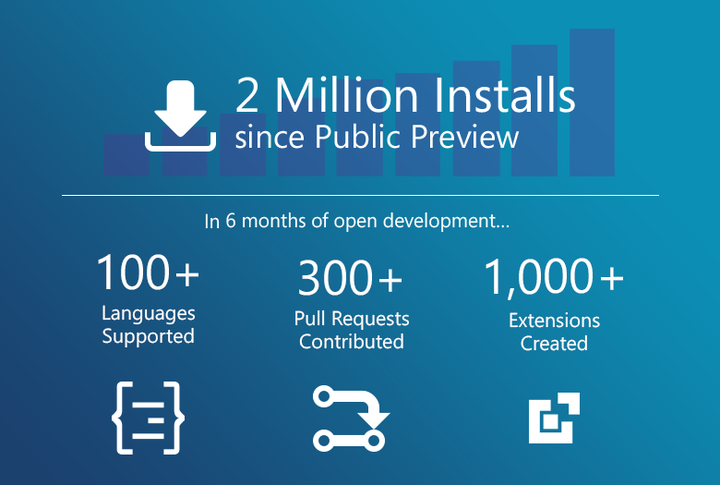 2 Million Installs
since Public Preview
In 6 months of open development...
100+
Languages
Supported
300+
Pull Requests
Contributed
1,000+
Extensions
Created